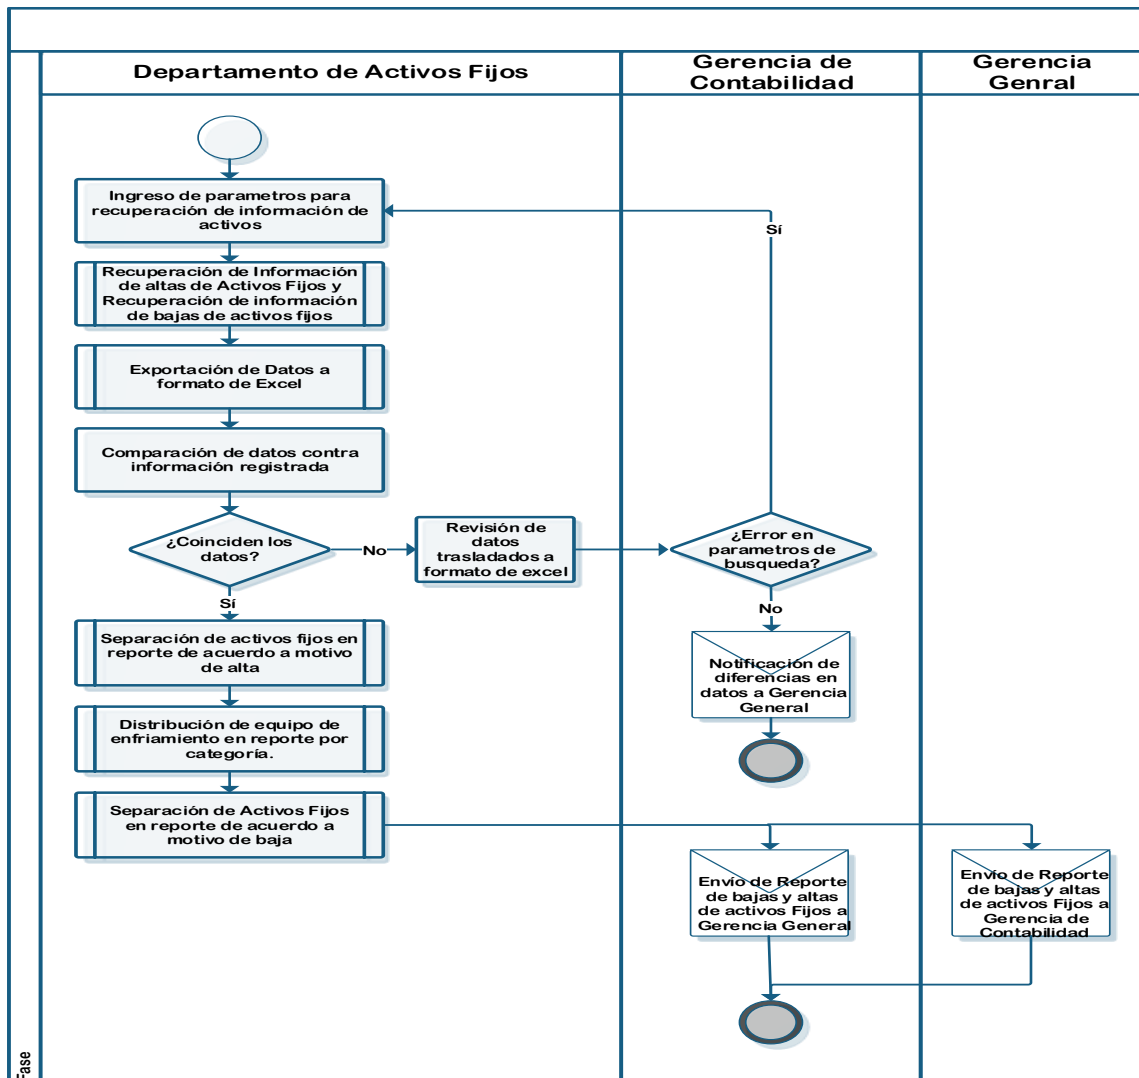 Departamento de Activos Fijos
Gerencia de
Contabilidad
Gerencia
Genral
Ingreso de parametros para
recuperación de información de
activos
Sí
Recuperación de Información
de altas de Activos Fijos y
Recuperación de información
de bajas de activos fijos
Exportación de Datos a
formato de Excel
Comparación de datos contra
información registrada
¿Coinciden los
datos?
No
Revisión de
datos
trasladados a
formato de excel
¿Error en
parametros de
busqueda?
Sí
No
Separación de activos fijos en
reporte de acuerdo a motivo
de alta
Notificación de
diferencias en
datos a Gerencia
General
Distribución de equipo de
enfriamiento en reporte por
categoría.
Separación de Activos Fijos
en reporte de acuerdo a
motivo de baja
Envío de Reporte
de bajas y altas
de activos Fijos a
Gerencia General
Envío de Reporte
de bajas y altas
de activos Fijos a
Gerencia de
Contabilidad
Fase